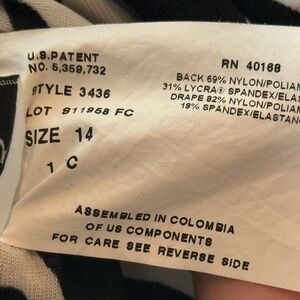 U.S. PATENT
NO. 5,359,732
STYLE 3436
LOT 911958 FC
SIZE 14
1 C
RN 40168
BACK 69% NYLON/POLIAM
31% LYCRA® SPANDEX/ELAS
DRAPE 82% NYLON/POLIAM
18% SPANDEX/ELASTAN
ASSEMBLED IN COLOMBIA
OF US COMPONENTS
FOR CARE SEE REVERSE SIDE